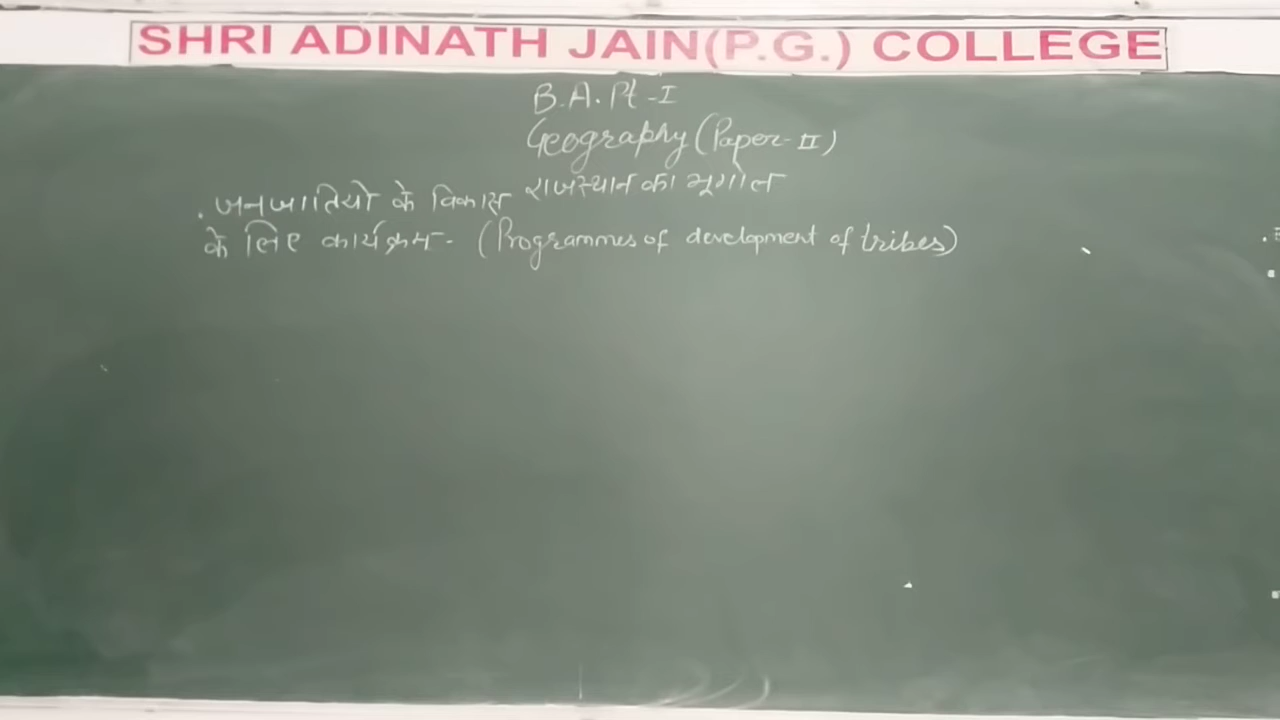 SHRI ADINATH JAIN(P.G.) COLLEGE
B.A. Pt-I
Geography (Paper-II)
राजस्थान का भूगोल
. जनजातियो के विकास
के लिए कार्यक्रम- (Programmes of development of tribes)